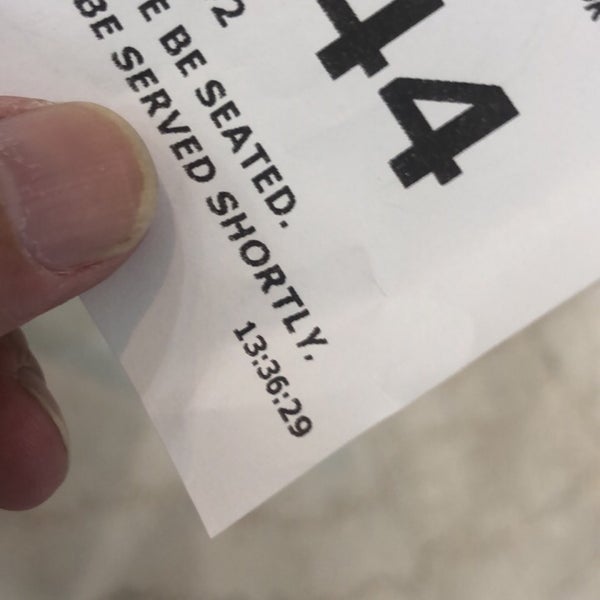 44
2
E BE SEATED.
BE SERVED SHORTLY.
13:36:29